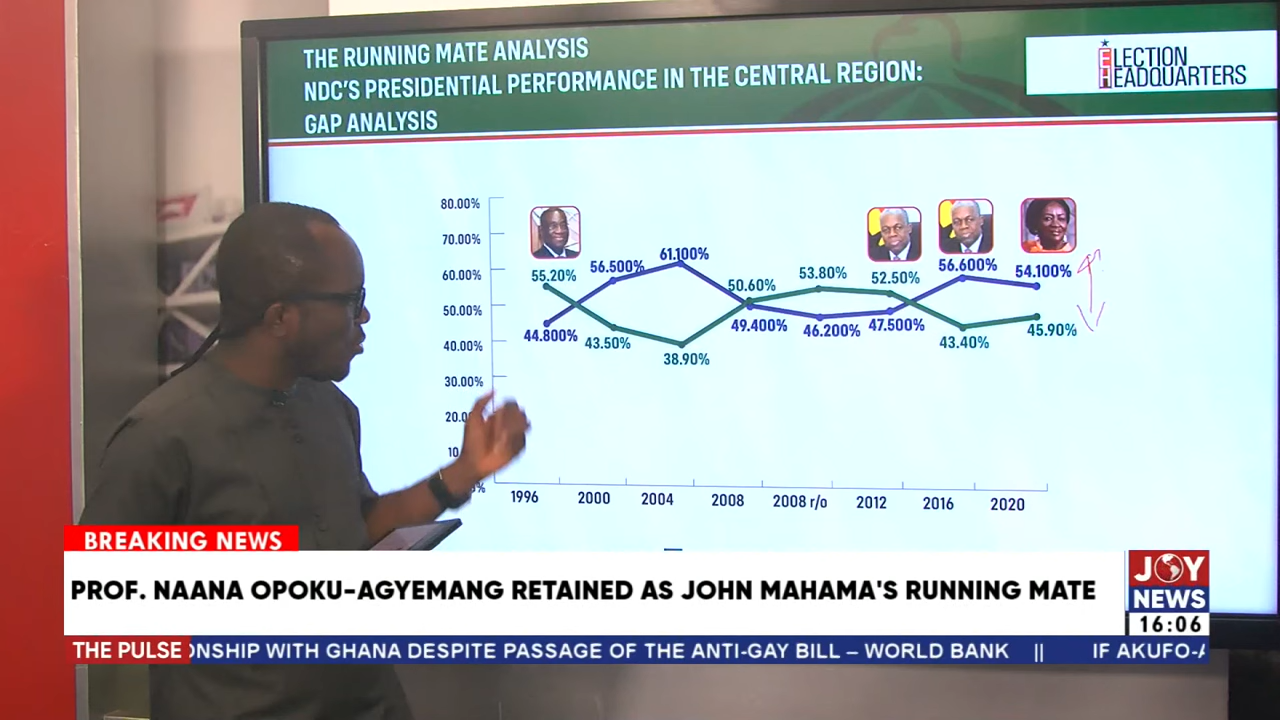 THE RUNNING MATE ANALYSIS
NDC'S PRESIDENTIAL PERFORMANCE IN THE CENTRAL REGION:
GAP ANALYSIS
ELECTION
HEADQUARTERS
80.00%
70.00%
60.00%
50.00%
40.00%
30.00%
20.0
10
%
55.20%
56.500%
61.100%
50.60%
53.80%
52.50%
56.600%
54.100%
44.800%
43.50%
38.90%
49.400%
46.200%
47.500%
43.40%
45.90%
1996
2000
2004
2008
2008 r/o
2012
2016
2020
BREAKING NEWS
PROF. NAANA OPOKU-AGYEMANG RETAINED AS JOHN MAHAMA'S RUNNING MATE
JOY
NEWS
16:06
THE PULSE
ONSHIP WITH GHANA DESPITE PASSAGE OF THE ANTI-GAY BILL – WORLD BANK || IF AKUFO-A